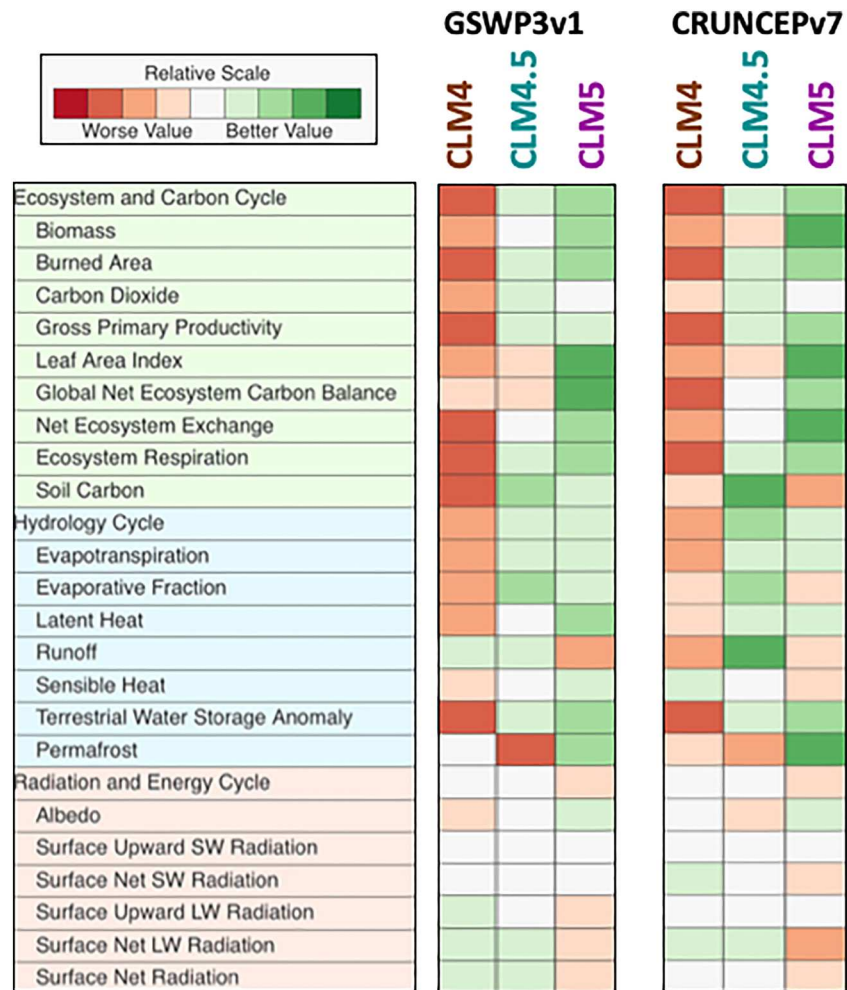 GSWP3v1 CRUNCEPv7
Relative Scale
Worse Value Better Value
CLM4 CLM4.5 CLM5 CLM4 CLM4.5 CLM5
Ecosystem and Carbon Cycle
Biomass
Burned Area
Carbon Dioxide
Gross Primary Productivity
Leaf Area Index
Global Net Ecosystem Carbon Balance
Net Ecosystem Exchange
Ecosystem Respiration
Soil Carbon
Hydrology Cycle
Evapotranspiration
Evaporative Fraction
Latent Heat
Runoff
Sensible Heat
Terrestrial Water Storage Anomaly
Permafrost
Radiation and Energy Cycle
Albedo
Surface Upward SW Radiation
Surface Net SW Radiation
Surface Upward LW Radiation
Surface Net LW Radiation
Surface Net Radiation